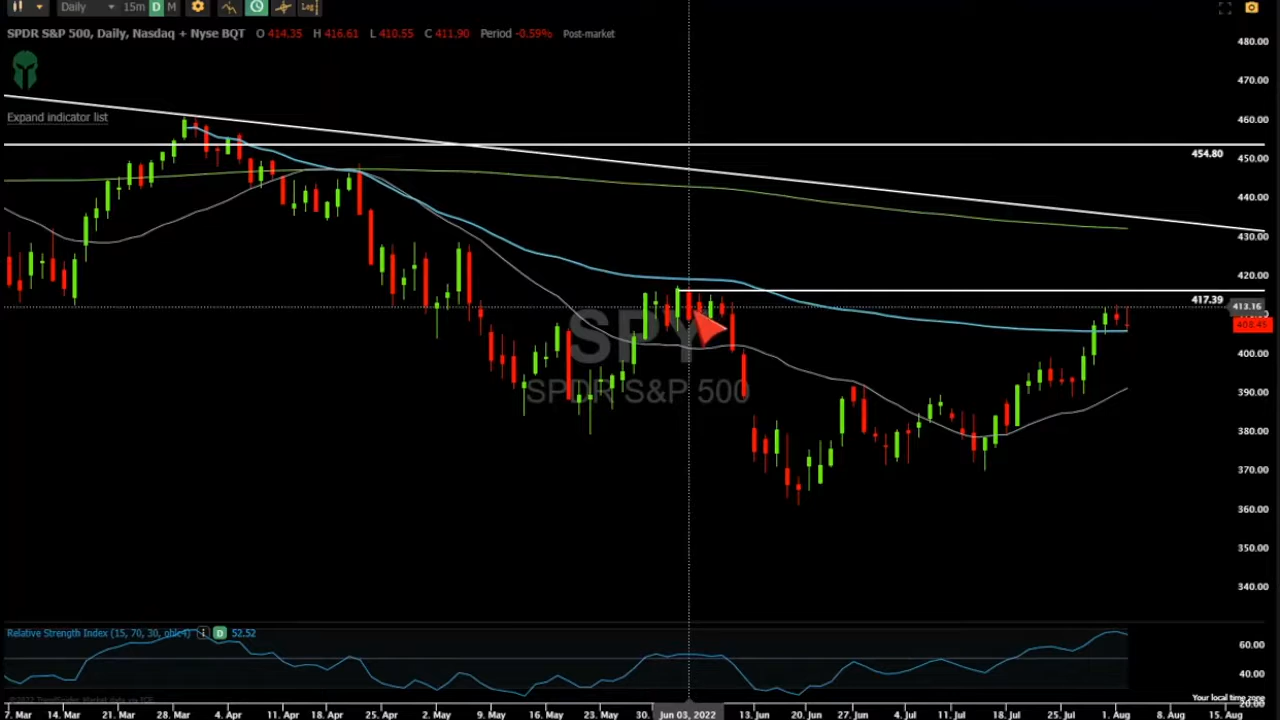 Daily 15m D M Log
SPDR S&P 500, Daily, Nasdaq + Nyse BQT O 414.35 H 416.61 L 410.55 C 411.90 Period -0.59% Post-market
Expand indicator list
480.00
470.00
460.00
454.80
450.00
440.00
430.00
420.00
417.39
413.16
408.45
400.00
390.00
380.00
370.00
360.00
350.00
340.00
SPY
SPDR S&P 500
Relative Strength Index (15, 70, 30, ohlc4) i D 52.52
60.00
40.00
20.00
Your local time zone
7. Mar 14. Mar 21. Mar 28. Mar 4. Apr 11. Apr 18. Apr 25. Apr 2. May 9. May 16. May 23. May 30. Jun 03, 2022 13. Jun 20. Jun 27. Jun 4. Jul 11. Jul 18. Jul 25. Jul 1. Aug 8. Aug 15. Aug